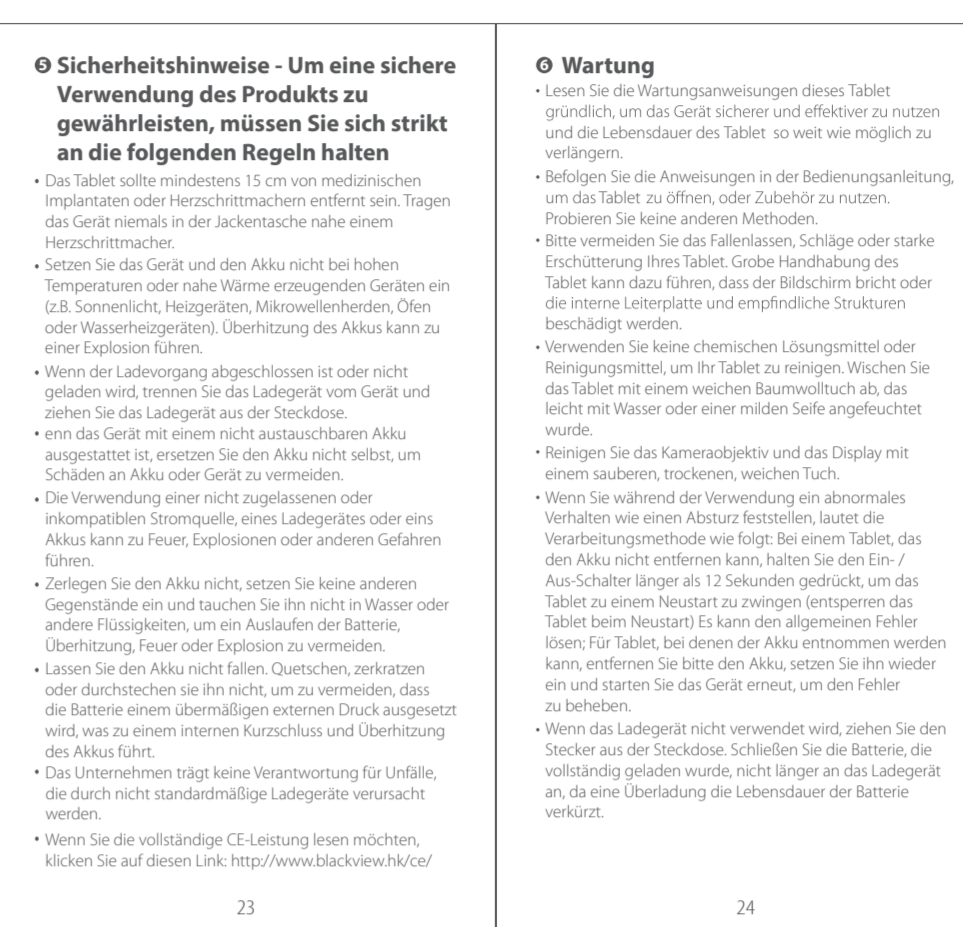 ❺ Sicherheitshinweise - Um eine sichere
Verwendung des Produkts zu
gewährleisten, müssen Sie sich strikt
an die folgenden Regeln halten
• Das Tablet sollte mindestens 15 cm von medizinischen
Implantaten oder Herzschrittmachern entfernt sein. Tragen
das Gerät niemals in der Jackentasche nahe einem
Herzschrittmacher.
• Setzen Sie das Gerät und den Akku nicht bei hohen
Temperaturen oder nahe Wärme erzeugenden Geräten ein
(z.B. Sonnenlicht, Heizgeräten, Mikrowellenherden, Öfen
oder Wasserheizgeräten). Überhitzung des Akkus kann zu
einer Explosion führen.
• Wenn der Ladevorgang abgeschlossen ist oder nicht
geladen wird, trennen Sie das Ladegerät vom Gerät und
ziehen Sie das Ladegerät aus der Steckdose.
• enn das Gerät mit einem nicht austauschbaren Akku
ausgestattet ist, ersetzen Sie den Akku nicht selbst, um
Schäden an Akku oder Gerät zu vermeiden.
• Die Verwendung einer nicht zugelassenen oder
inkompatiblen Stromquelle, eines Ladegerätes oder eins
Akkus kann zu Feuer, Explosionen oder anderen Gefahren
führen.
• Zerlegen Sie den Akku nicht, setzen Sie keine anderen
Gegenstände ein und tauchen Sie ihn nicht in Wasser oder
andere Flüssigkeiten, um ein Auslaufen der Batterie,
Überhitzung, Feuer oder Explosion zu vermeiden.
• Lassen Sie den Akku nicht fallen. Quetschen, zerkratzen
oder durchstechen sie ihn nicht, um zu vermeiden, dass
die Batterie einem übermäßigen externen Druck ausgesetzt
wird, was zu einem internen Kurzschluss und Überhitzung
des Akkus führt.
• Das Unternehmen trägt keine Verantwortung für Unfälle,
die durch nicht standardmäßige Ladegeräte verursacht
werden.
• Wenn Sie die vollständige CE-Leistung lesen möchten,
klicken Sie auf diesen Link: http://www.blackview.hk/ce/
23
❻ Wartung
• Lesen Sie die Wartungsanweisungen dieses Tablet
gründlich, um das Gerät sicherer und effektiver zu nutzen
und die Lebensdauer des Tablet so weit wie möglich zu
verlängern.
• Befolgen Sie die Anweisungen in der Bedienungsanleitung,
um das Tablet zu öffnen, oder Zubehör zu nutzen.
Probieren Sie keine anderen Methoden.
• Bitte vermeiden Sie das Fallenlassen, Schläge oder starke
Erschütterung Ihres Tablet. Grobe Handhabung des
Tablet kann dazu führen, dass der Bildschirm bricht oder
die interne Leiterplatte und empfindliche Strukturen
beschädigt werden.
• Verwenden Sie keine chemischen Lösungsmittel oder
Reinigungsmittel, um Ihr Tablet zu reinigen. Wischen Sie
das Tablet mit einem weichen Baumwolltuch ab, das
leicht mit Wasser oder einer milden Seife angefeuchtet
wurde.
• Reinigen Sie das Kameraobjektiv und das Display mit
einem sauberen, trockenen, weichen Tuch.
• Wenn Sie während der Verwendung ein abnormales
Verhalten wie einen Absturz feststellen, lautet die
Verarbeitungsmethode wie folgt: Bei einem Tablet, das
den Akku nicht entfernen kann, halten Sie den Ein- /
Aus-Schalter länger als 12 Sekunden gedrückt, um das
Tablet zu einem Neustart zu zwingen (entsperren das
Tablet beim Neustart) Es kann den allgemeinen Fehler
lösen; Für Tablet, bei denen der Akku entnommen werden
kann, entfernen Sie bitte den Akku, setzen Sie ihn wieder
ein und starten Sie das Gerät erneut, um den Fehler
zu beheben.
• Wenn das Ladegerät nicht verwendet wird, ziehen Sie den
Stecker aus der Steckdose. Schließen Sie die Batterie, die
vollständig geladen wurde, nicht länger an das Ladegerät
an, da eine Überladung die Lebensdauer der Batterie
verkürzt.
24